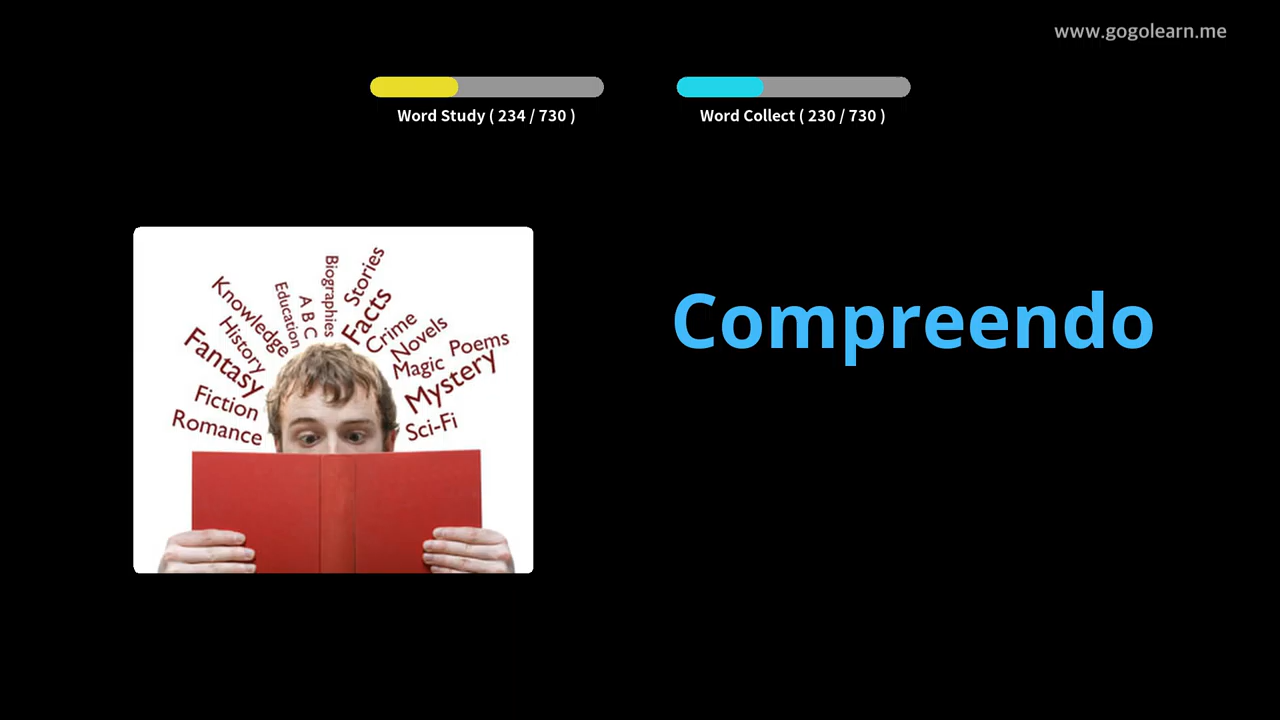 www.gogolearn.me
Word Study ( 234 / 730 )
Word Collect ( 230 / 730 )
Compreendo
Biographies
Stories
Education
A B C
Facts
Knowledge
History
Crime
Novels
Fantasy
Magic
Poems
Mystery
Fiction
Romance
Sci-Fi